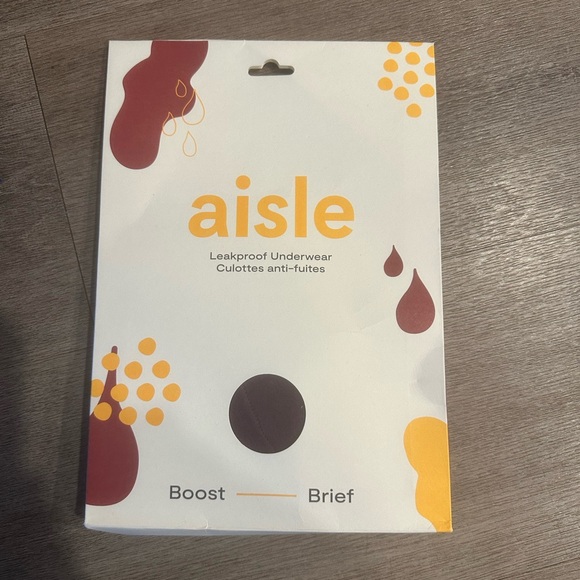 aisle
Leakproof Underwear
Culottes anti-fuites
Boost Brief